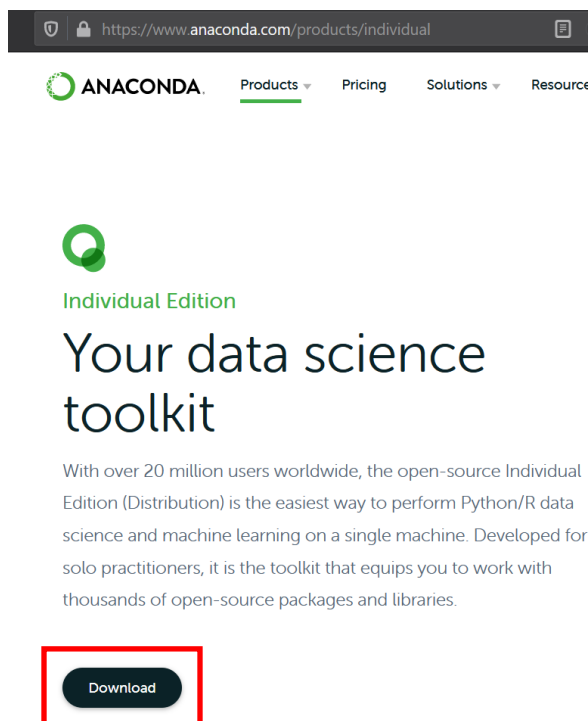 https://www.anaconda.com/products/individual
ANACONDA. Products Pricing Solutions Resource
Individual Edition
Your data science
toolkit
With over 20 million users worldwide, the open-source Individual
Edition (Distribution) is the easiest way to perform Python/R data
science and machine learning on a single machine. Developed for
solo practitioners, it is the toolkit that equips you to work with
thousands of open-source packages and libraries.
Download